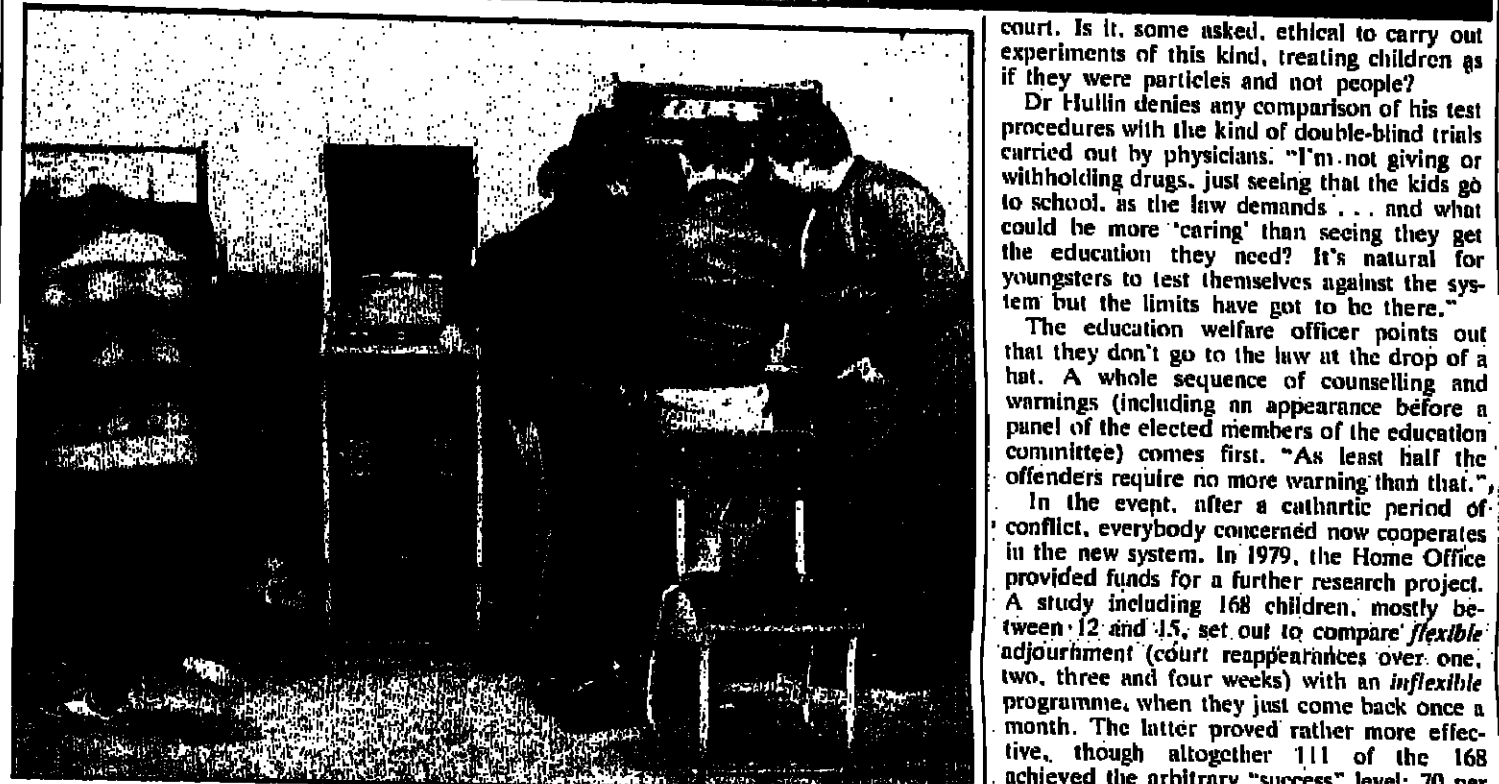 court. Is it, some asked, ethical to carry out
experiments of this kind, treating children as
if they were particles and not people?
Dr Hullin denies any comparison of his test
procedures with the kind of double-blind trials
carried out by physicians. "I'm not giving or
withholding drugs, just seeing that the kids go
to school, as the law demands . . . and what
could be more 'caring' than seeing they get
the education they need? It's natural for
youngsters to test themselves against the sys-
tem but the limits have got to be there."
The education welfare officer points out
that they don't go to the law at the drop of a
hat. A whole sequence of counselling and
warnings (including an appearance before a
panel of the elected members of the education
committee) comes first. "As least half the
offenders require no more warning than that."
In the event, after a cathartic period of
conflict, everybody concerned now cooperates
in the new system. In 1979, the Home Office
provided funds for a further research project.
A study including 168 children, mostly be-
tween 12 and 15, set out to compare flexible
adjournment (court reappearances over one,
two, three and four weeks) with an inflexible
programme, when they just come back once a
month. The latter proved rather more effec-
tive, though altogether 111 of the 168
achieved the arbitrary "success" level: 70 per